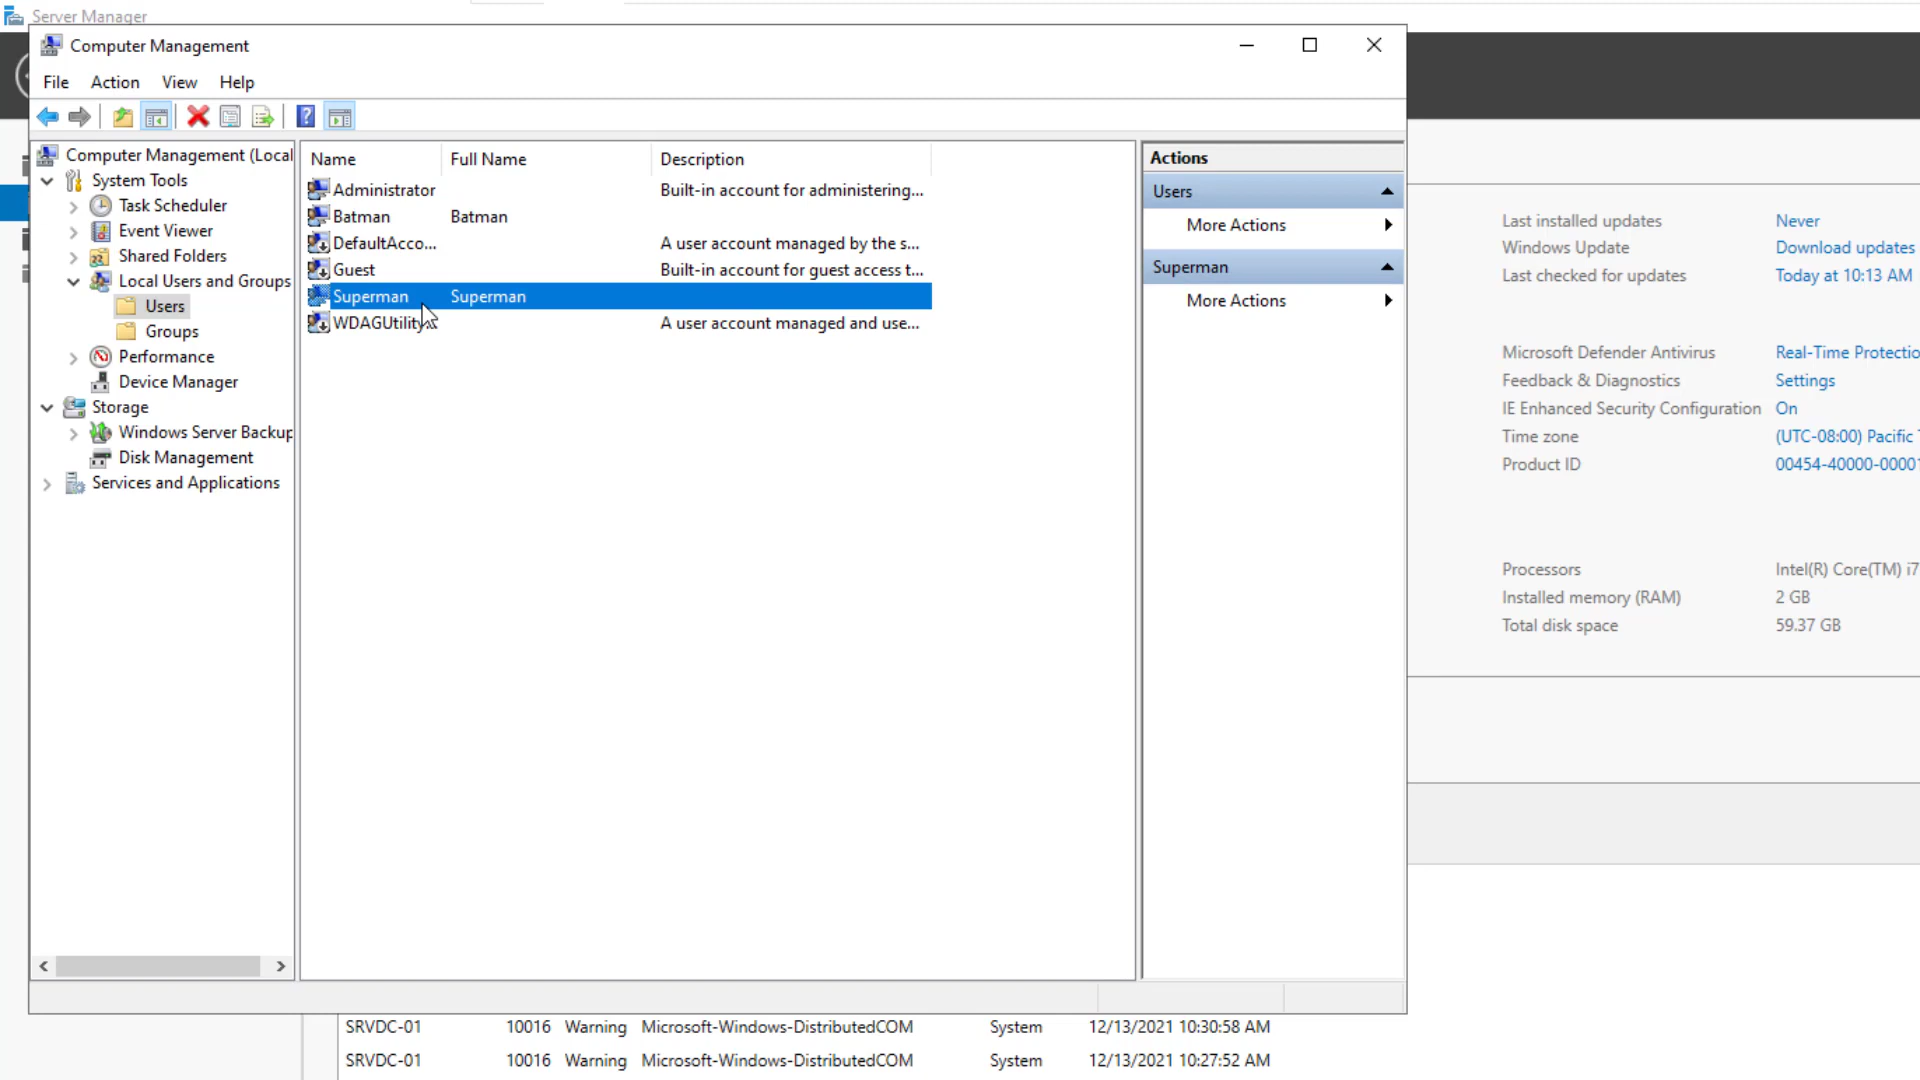 Server Manager
Computer Management
File Action View Help
Computer Management (Local
System Tools
Task Scheduler
Event Viewer
Shared Folders
Local Users and Groups
Users
Groups
Performance
Device Manager
Storage
Windows Server Backup
Disk Management
Services and Applications
Name Full Name Description
Administrator Built-in account for administering...
Batman Batman
DefaultAcco... A user account managed by the s...
Guest Built-in account for guest access t...
Superman Superman
WDAGUtility... A user account managed and use...
Actions
Users
More Actions
Superman
More Actions
Last installed updates Never
Windows Update Download updates
Last checked for updates Today at 10:13 AM
Microsoft Defender Antivirus Real-Time Protectio
Feedback & Diagnostics Settings
IE Enhanced Security Configuration On
Time zone (UTC-08:00) Pacific T
Product ID 00454-40000-00001
Processors Intel(R) Core(TM) i7
Installed memory (RAM) 2 GB
Total disk space 59.37 GB
SRVDC-01 10016 Warning Microsoft-Windows-DistributedCOM System 12/13/2021 10:30:58 AM
SRVDC-01 10016 Warning Microsoft-Windows-DistributedCOM System 12/13/2021 10:27:52 AM